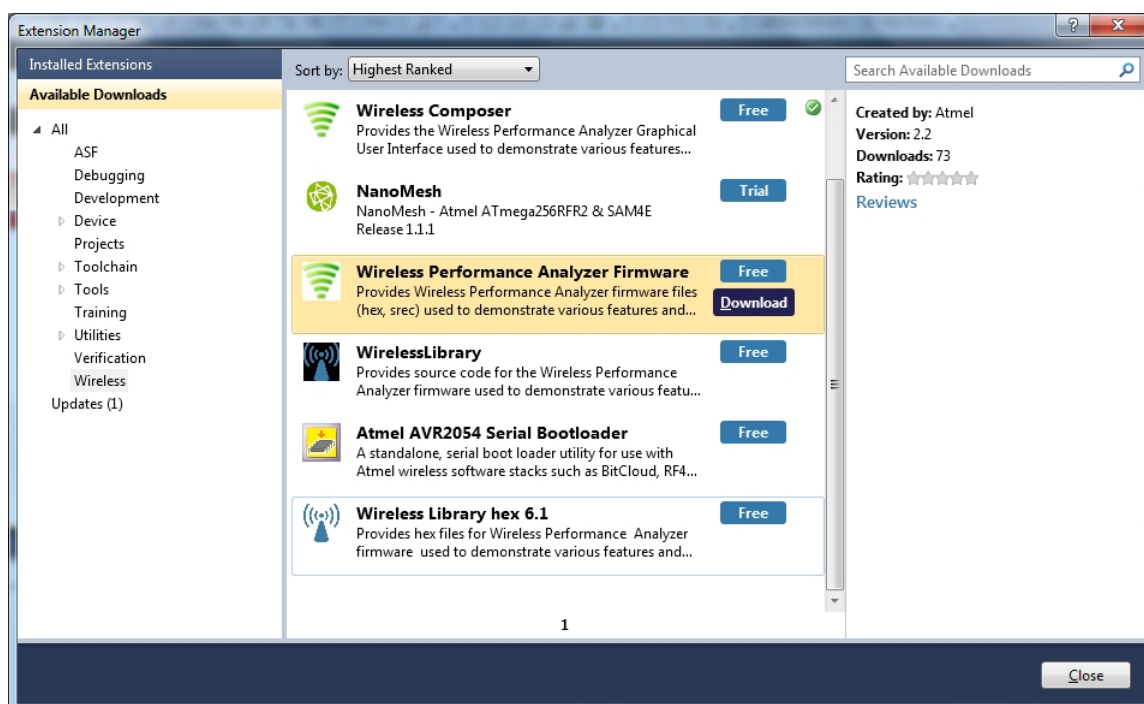 Extension Manager
Installed Extensions
Available Downloads
All
ASF
Debugging
Development
Device
Projects
Toolchain
Tools
Training
Utilities
Verification
Wireless
Updates (1)
Sort by: Highest Ranked
Wireless Composer
Free
Provides the Wireless Performance Analyzer Graphical
User Interface used to demonstrate various features...
NanoMesh
Trial
NanoMesh - Atmel ATmega256RFR2 & SAM4E
Release 1.1.1
Wireless Performance Analyzer Firmware
Free
Provides Wireless Performance Analyzer firmware files
(hex, srec) used to demonstrate various features and...
Download
WirelessLibrary
Free
Provides source code for the Wireless Performance
Analyzer firmware used to demonstrate various featu...
Atmel AVR2054 Serial Bootloader
Free
A standalone, serial boot loader utility for use with
Atmel wireless software stacks such as BitCloud, RF4...
Wireless Library hex 6.1
Free
Provides hex files for Wireless Performance Analyzer
firmware used to demonstrate various features and...
1
Search Available Downloads
Created by: Atmel
Version: 2.2
Downloads: 73
Rating:
Reviews
Close